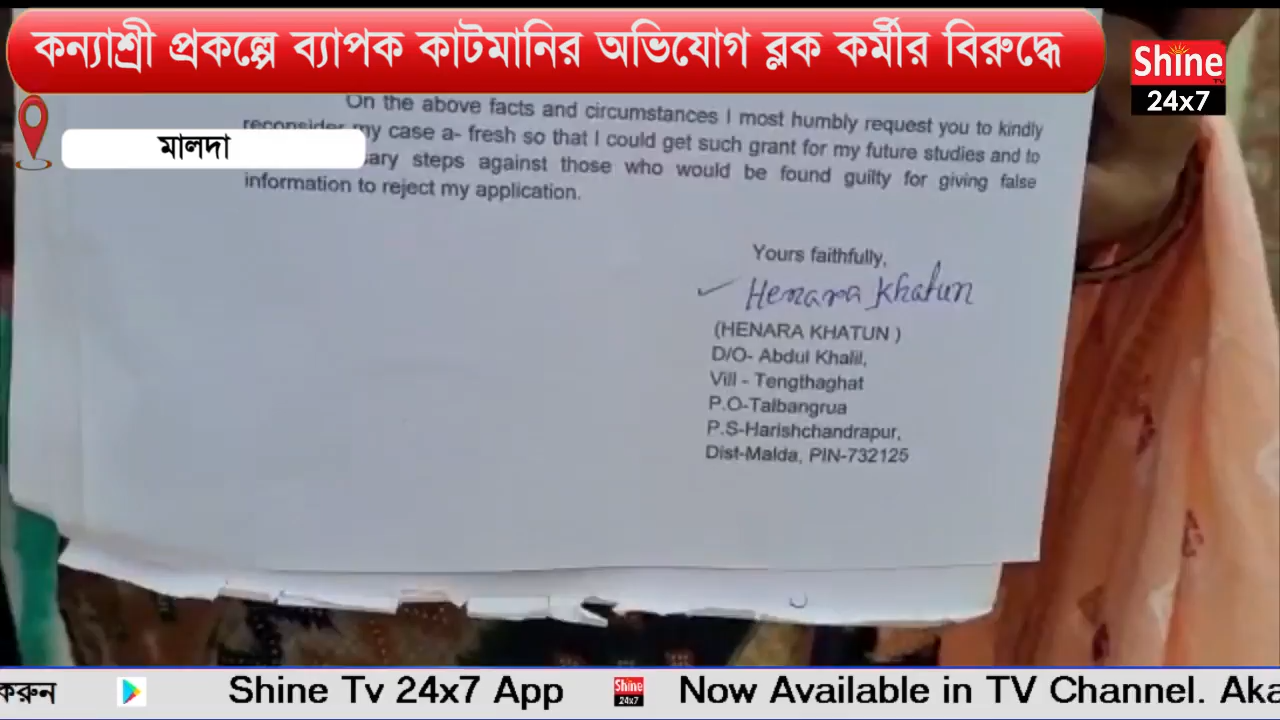 কন্যাশ্রী প্রকল্পে ব্যাপক কাটমানির অভিযোগ ব্লক কর্মীর বিরুদ্ধে
Shine TV
24x7
মালদা
On the above facts and circumstances I most humbly request you to kindly
reconsider my case a- fresh so that I could get such grant for my future studies and to
steps against those who would be found guilty for giving false
information to reject my application.
Yours faithfully,
Henara Khatun
(HENARA KHATUN )
D/O- Abdul Khalil,
Vill - Tengthaghat
P.O-Talbangrua
P.S-Harishchandrapur,
Dist-Malda, PIN-732125
করুন Shine Tv 24x7 App Shine 24x7 Now Available in TV Channel. Aka